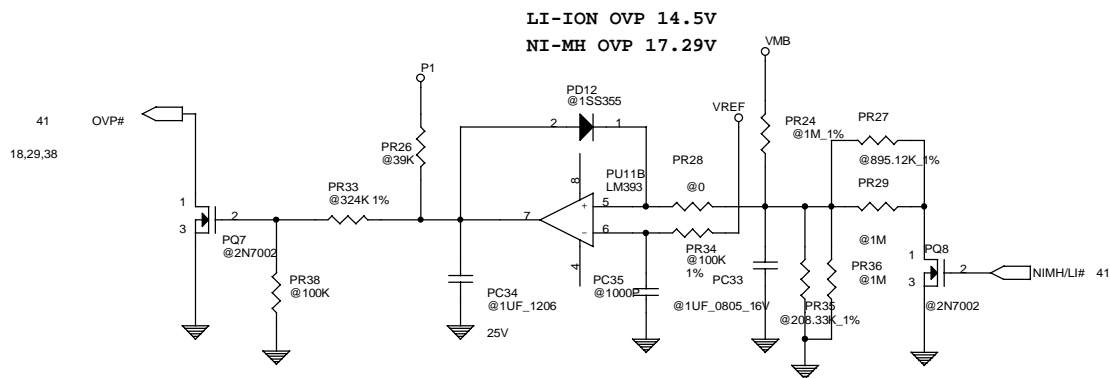 LI-ION OVP 14.5V
NI-MH OVP 17.29V
VMB
P1
PD12
@1SS355
VREF
41 OVP#
2 1
PR24
@1M_1%
PR27
18,29,38
PR26
@39K
PR28
@895.12K_1%
PR33
@324K 1%
8
PU11B
LM393
@0
PR29
1
2
3
7
+ 5
- 6
PQ7
@2N7002
4
PR34
@100K
1%
@1M
PQ8
1
2
3
NIMH/LI# 41
PR38
@100K
PC34
@1UF_1206
25V
PC35
@1000P
PC33
@1UF_0805_16V
PR36
@1M
PR35
@208.33K_1%
@2N7002